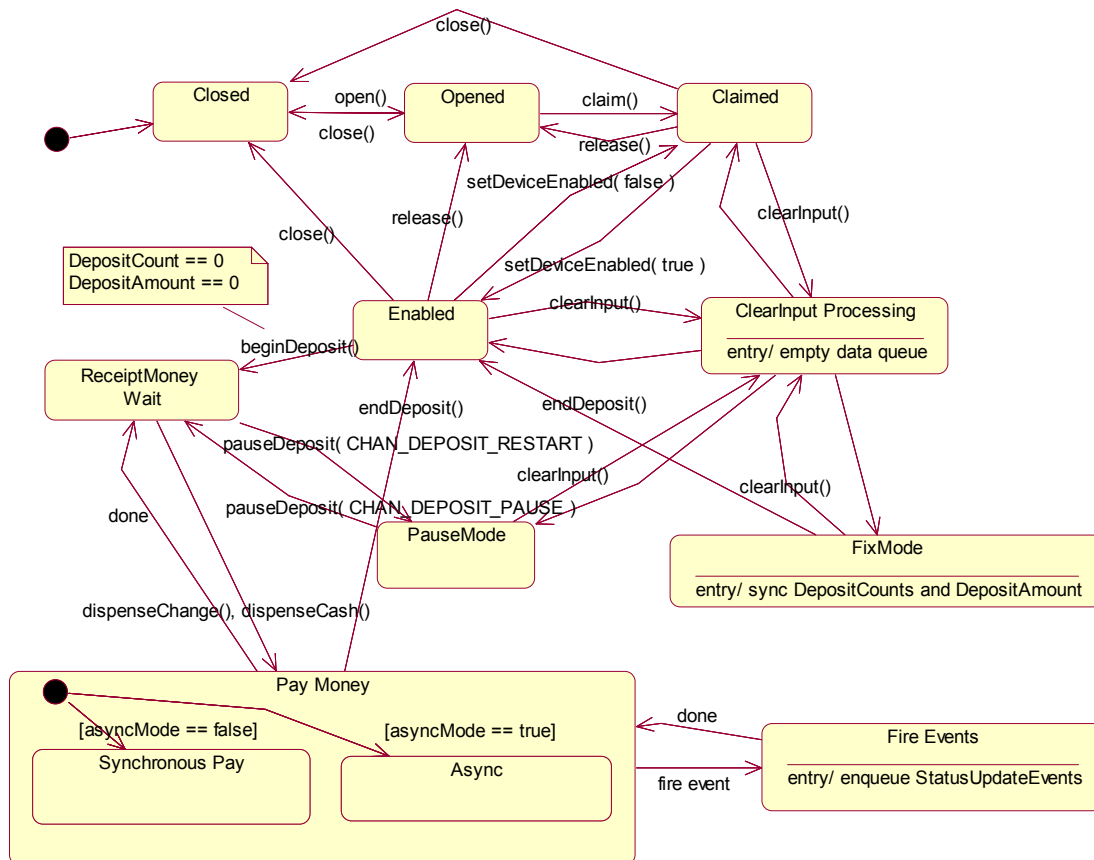 close()
Closed
open()
close()
Opened
claim()
Claimed
release()
setDeviceEnabled( false )
clearInput()
release()
close()
DepositCount == 0
DepositAmount == 0
setDeviceEnabled( true )
Enabled
clearInput()
ClearInput Processing
entry/ empty data queue
beginDeposit()
ReceiptMoney
Wait
endDeposit()
endDeposit()
pauseDeposit( CHAN_DEPOSIT_RESTART )
clearInput()
clearInput()
pauseDeposit( CHAN_DEPOSIT_PAUSE )
done
PauseMode
FixMode
entry/ sync DepositCounts and DepositAmount
dispenseChange(), dispenseCash()
Pay Money
[asyncMode == false]
[asyncMode == true]
Synchronous Pay
Async
done
fire event
Fire Events
entry/ enqueue StatusUpdateEvents